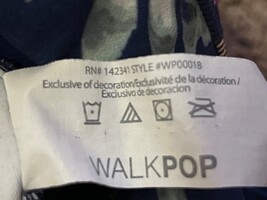 RN# 142341 STYLE #WP00018
Exclusive of decoration/Exclusivité de la décoration/
Exclusivo de decoracion
WALKPOP